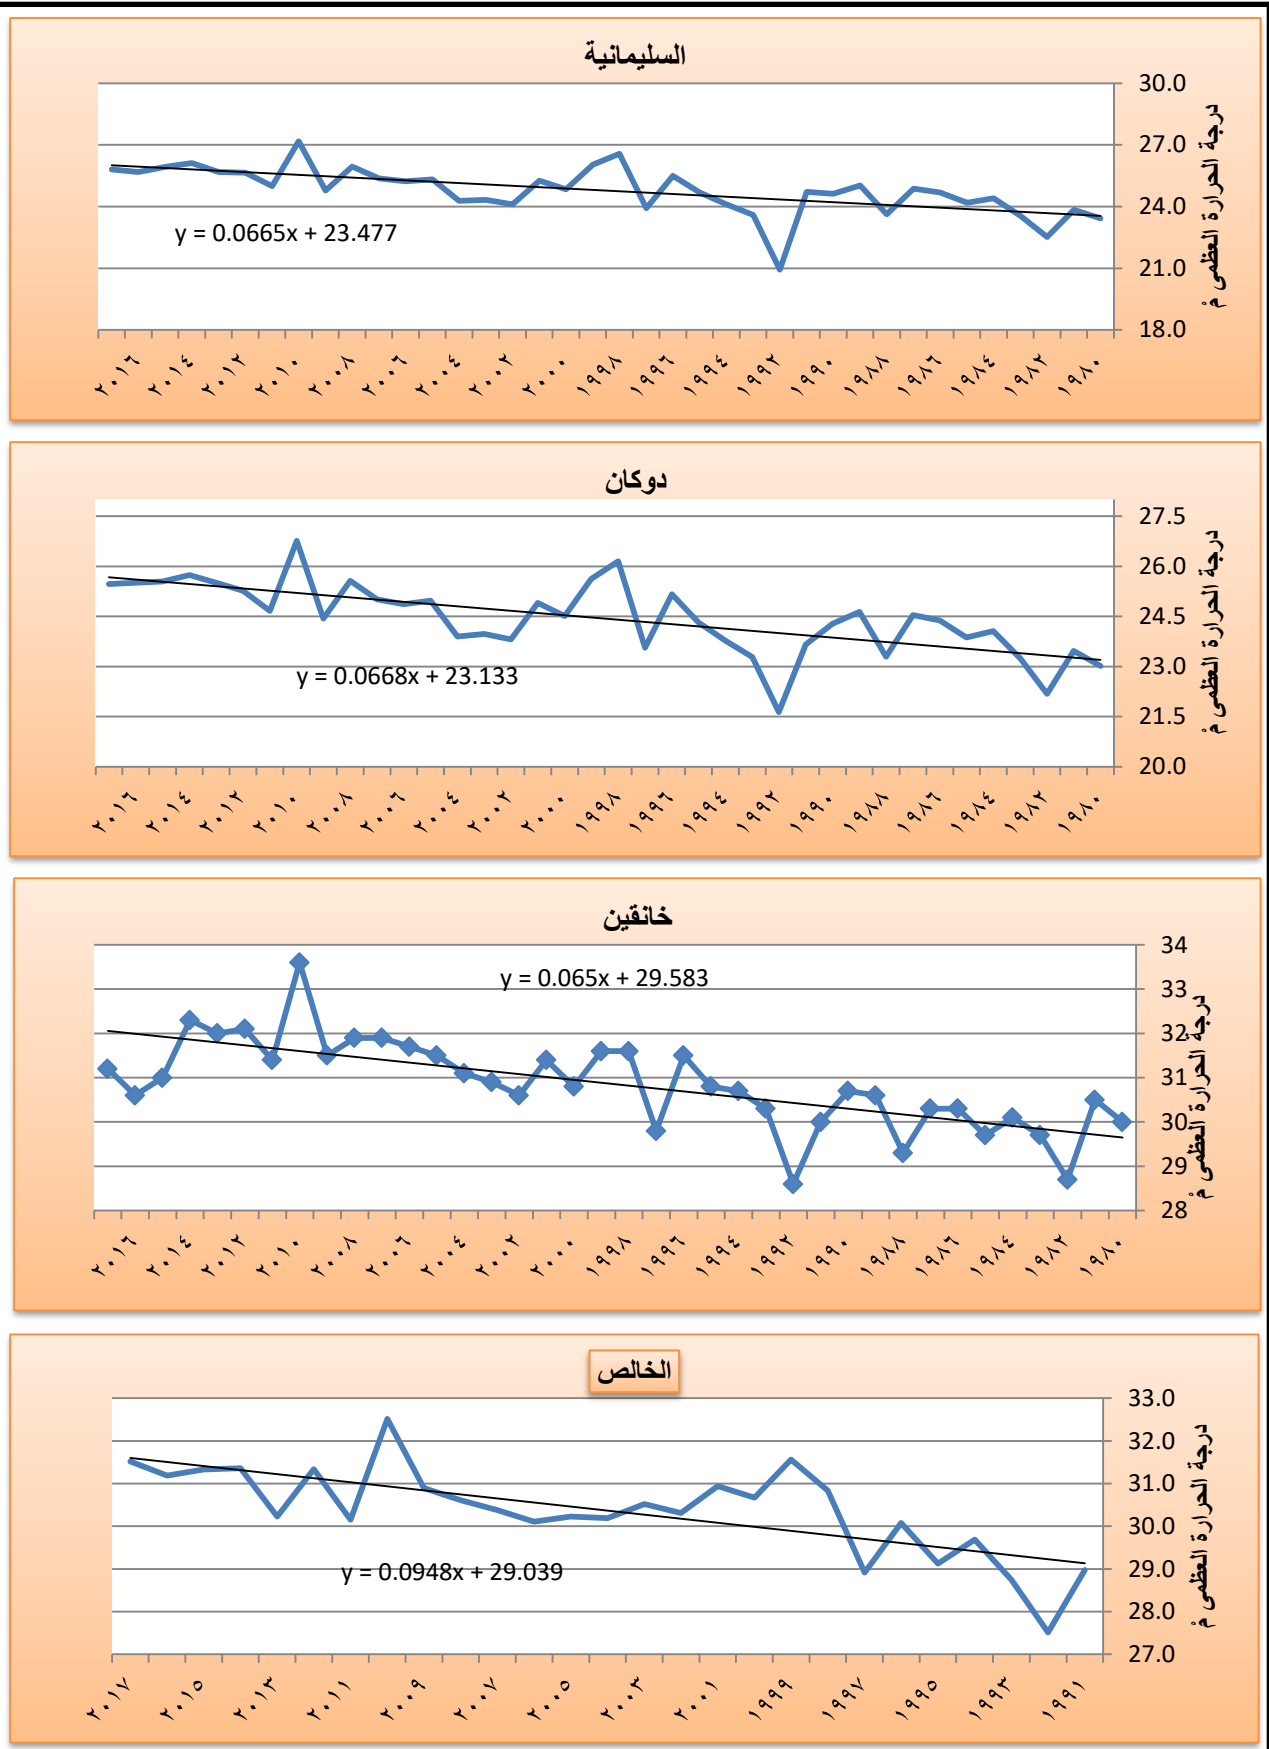 السليمانية
30.0
27.0
24.0
21.0
18.0
درجة الحرارة العظمى مْ
y = 0.0665x + 23.477
١٩٨٠ ١٩٨٢ ١٩٨٤ ١٩٨٦ ١٩٨٨ ١٩٩٠ ١٩٩٢ ١٩٩٤ ١٩٩٦ ١٩٩٨ ٢٠٠٠ ٢٠٠٢ ٢٠٠٤ ٢٠٠٦ ٢٠٠٨ ٢٠١٠ ٢٠١٢ ٢٠١٤ ٢٠١٦
دوكان
27.5
26.0
24.5
23.0
21.5
20.0
درجة الحرارة العظمى مْ
y = 0.0668x + 23.133
١٩٨٠ ١٩٨٢ ١٩٨٤ ١٩٨٦ ١٩٨٨ ١٩٩٠ ١٩٩٢ ١٩٩٤ ١٩٩٦ ١٩٩٨ ٢٠٠٠ ٢٠٠٢ ٢٠٠٤ ٢٠٠٦ ٢٠٠٨ ٢٠١٠ ٢٠١٢ ٢٠١٤ ٢٠١٦
خانقين
34
33
32
31
30
29
28
درجة الحرارة العظمى مْ
y = 0.065x + 29.583
١٩٨٠ ١٩٨٢ ١٩٨٤ ١٩٨٦ ١٩٨٨ ١٩٩٠ ١٩٩٢ ١٩٩٤ ١٩٩٦ ١٩٩٨ ٢٠٠٠ ٢٠٠٢ ٢٠٠٤ ٢٠٠٦ ٢٠٠٨ ٢٠١٠ ٢٠١٢ ٢٠١٤ ٢٠١٦
الخالص
33.0
32.0
31.0
30.0
29.0
28.0
27.0
درجة الحرارة العظمى مْ
y = 0.0948x + 29.039
١٩٩١ ١٩٩٣ ١٩٩٥ ١٩٩٧ ١٩٩٩ ٢٠٠١ ٢٠٠٣ ٢٠٠٥ ٢٠٠٧ ٢٠٠٩ ٢٠١١ ٢٠١٣ ٢٠١٥ ٢٠١٧